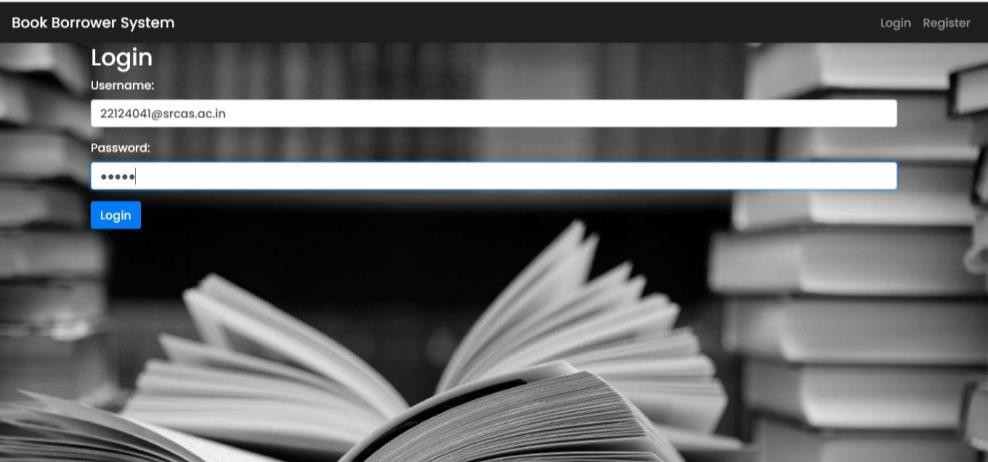 Book Borrower System
Login Register
Login
Username:
22124041@srcas.ac.in
Password:
•••••
Login